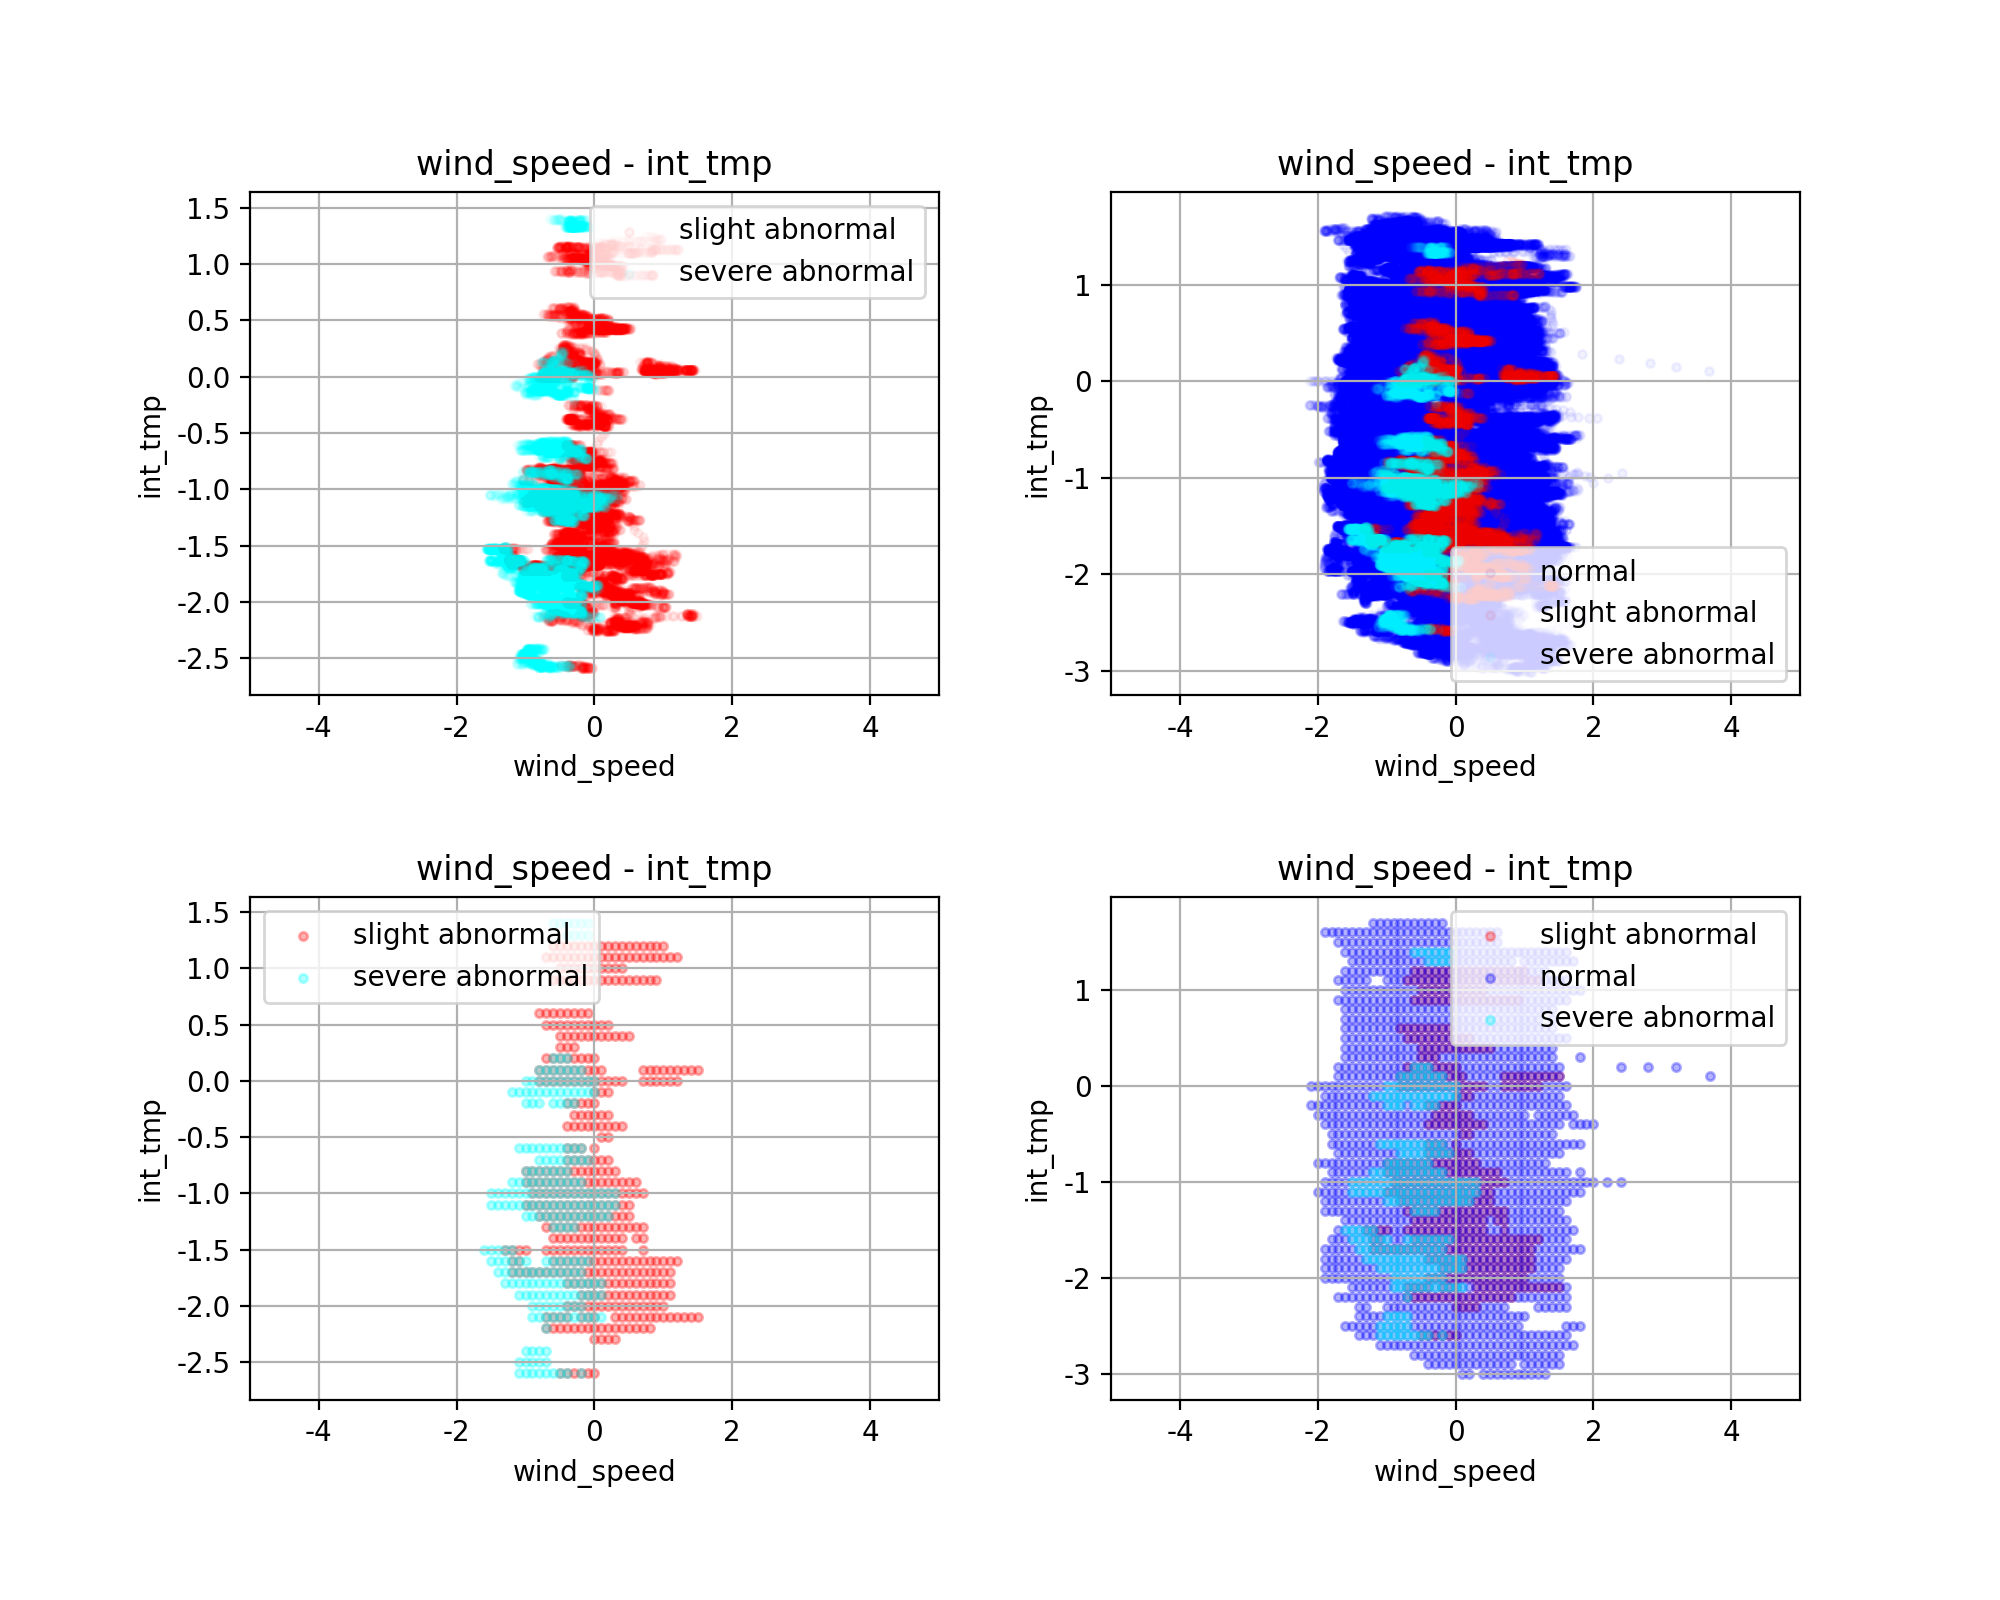 wind_speed - int_tmp
1.5
1.0
0.5
0.0
-0.5
-1.0
-1.5
-2.0
-2.5
int_tmp
slight abnormal
severe abnormal
-4 -2 0 2 4
wind_speed
wind_speed - int_tmp
1
0
-1
-2
-3
int_tmp
normal
slight abnormal
severe abnormal
-4 -2 0 2 4
wind_speed
wind_speed - int_tmp
1.5
1.0
0.5
0.0
-0.5
-1.0
-1.5
-2.0
-2.5
int_tmp
slight abnormal
severe abnormal
-4 -2 0 2 4
wind_speed
wind_speed - int_tmp
1
0
-1
-2
-3
int_tmp
slight abnormal
normal
severe abnormal
-4 -2 0 2 4
wind_speed